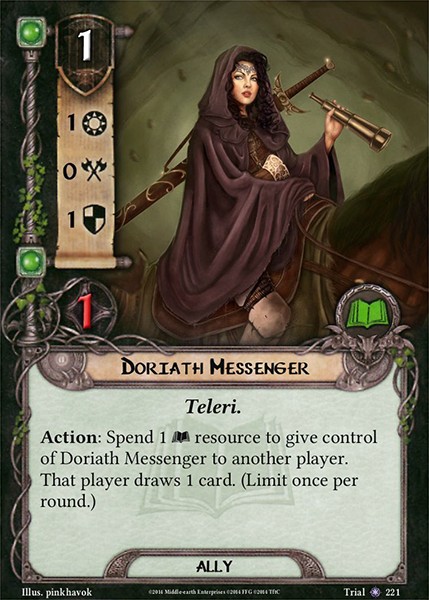 1
1
0
1
1
Doriath Messenger
Teleri.
Action: Spend 1 resource to give control
of Doriath Messenger to another player.
That player draws 1 card. (Limit once per
round.)
ALLY
Illus. pinkhavok
©2014 Middle-earth Enterprises ©2014 FFG ©2014 TftC
Trial 221